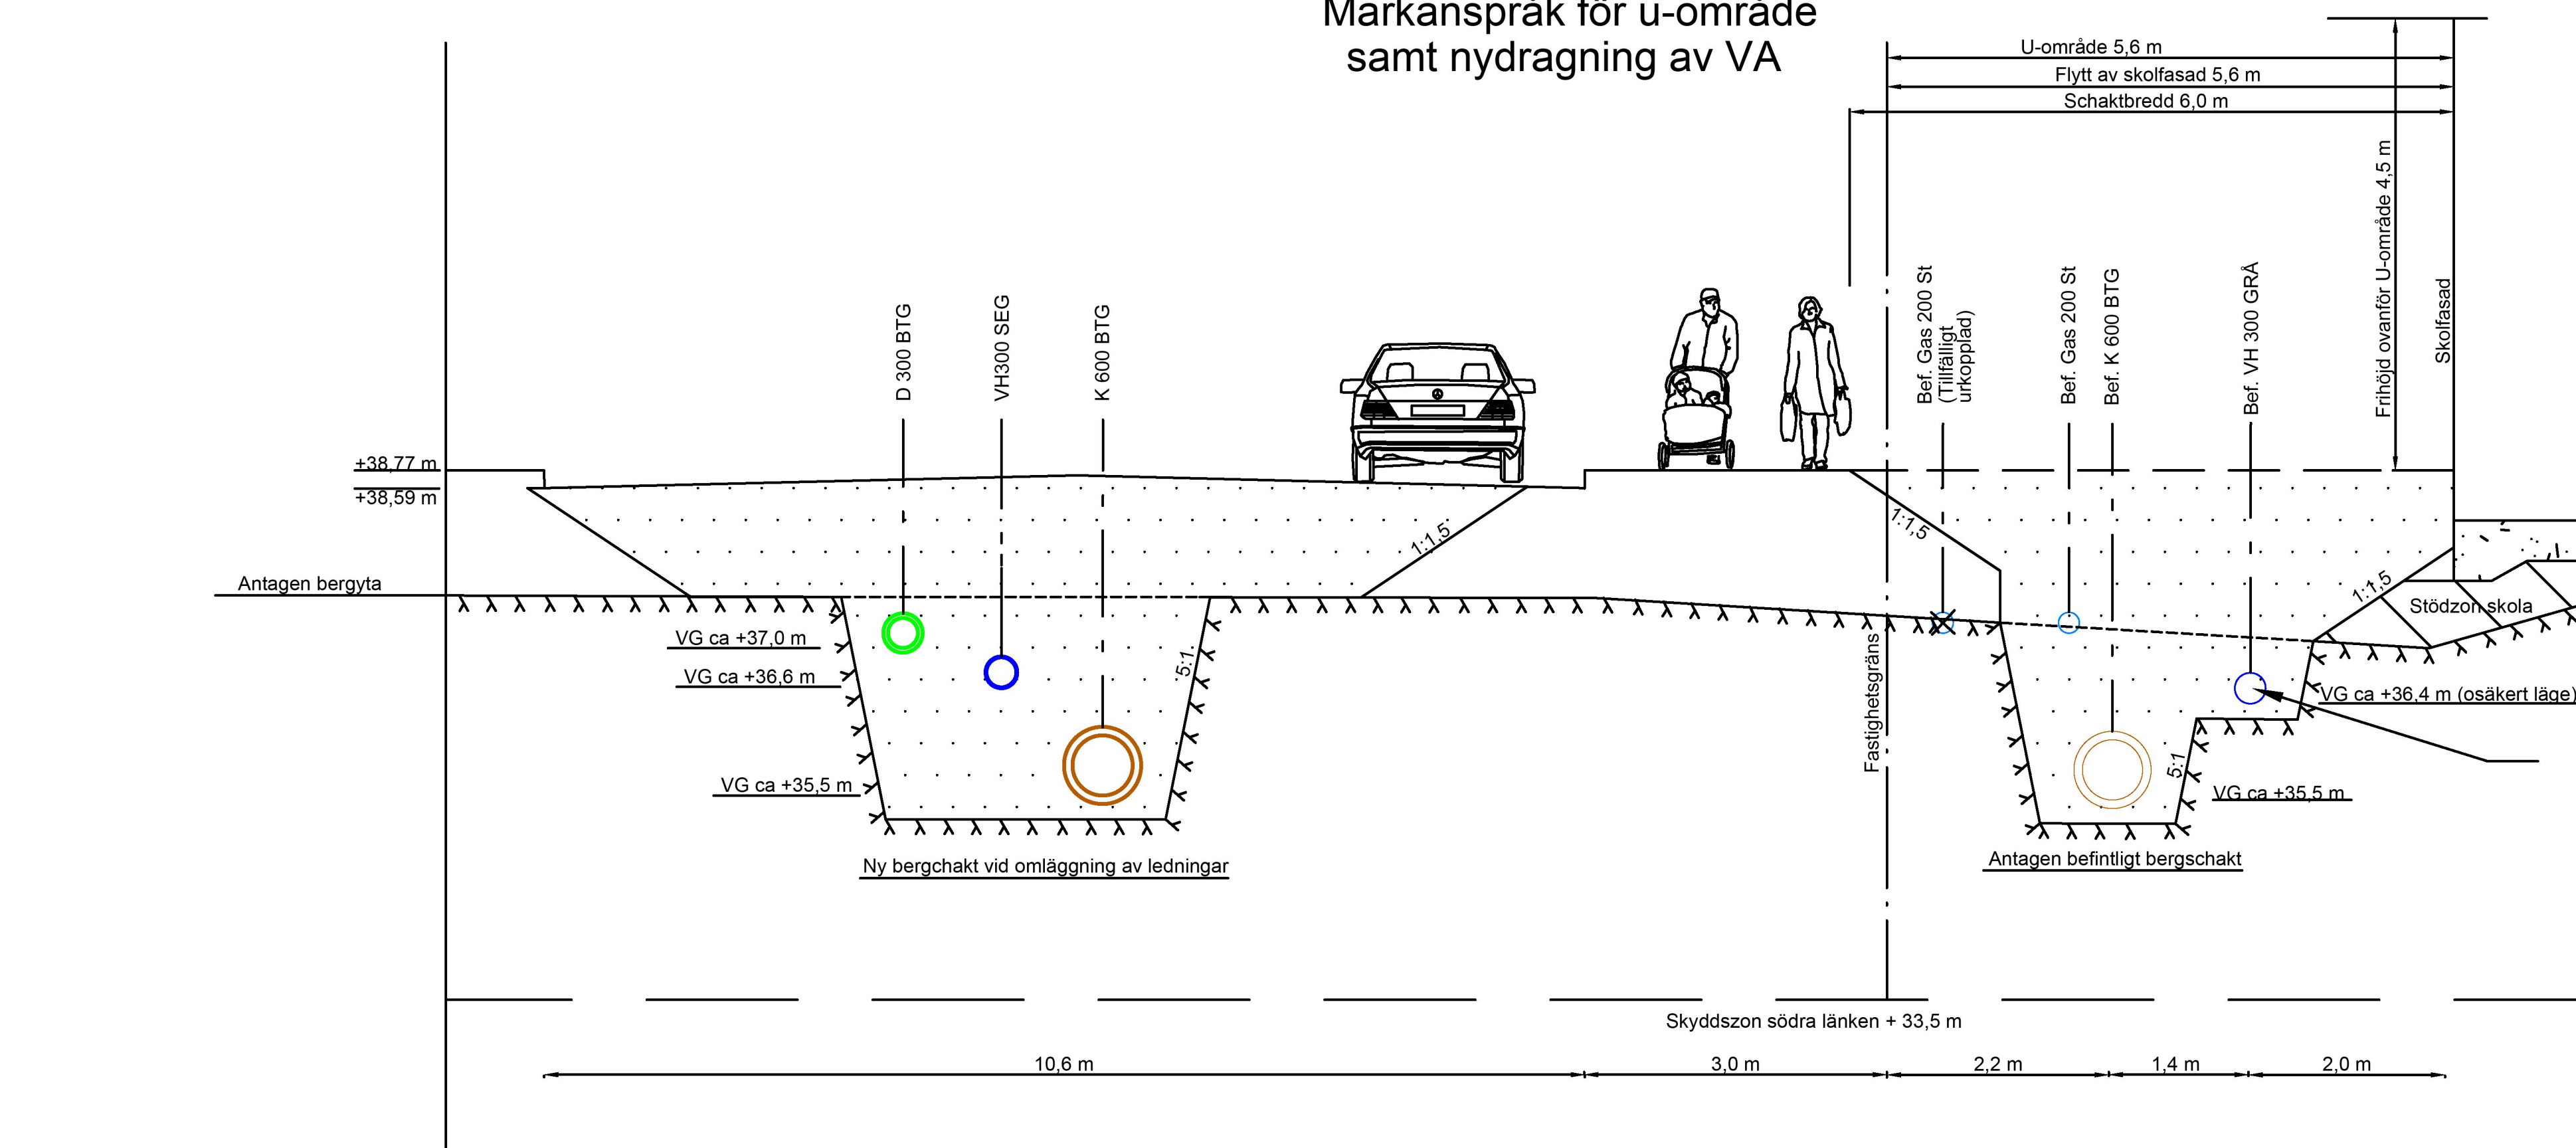 Markanspråk för u-område
samt nydragning av VA
U-område 5,6 m
Flytt av skolfasad 5,6 m
Schaktbredd 6,0 m
Frihöjd ovanför U-område 4,5 m
Skolfasad
D 300 BTG
VH300 SEG
K 600 BTG
Bef. Gas 200 St
(Tillfälligt
urkopplad)
Bef. Gas 200 St
Bef. K 600 BTG
Bef. VH 300 GRÅ
+38,77 m
+38,59 m
1:1,5
1:1,5
1:1,5
Antagen bergyta
Stödzon skola
VG ca +37,0 m
VG ca +36,6 m
VG ca +35,5 m
5:1
Fastighetsgräns
VG ca +36,4 m (osäkert läge)
5:1
VG ca +35,5 m
Ny bergchakt vid omläggning av ledningar
Antagen befintligt bergschakt
Skyddszon södra länken + 33,5 m
10,6 m
3,0 m
2,2 m
1,4 m
2,0 m